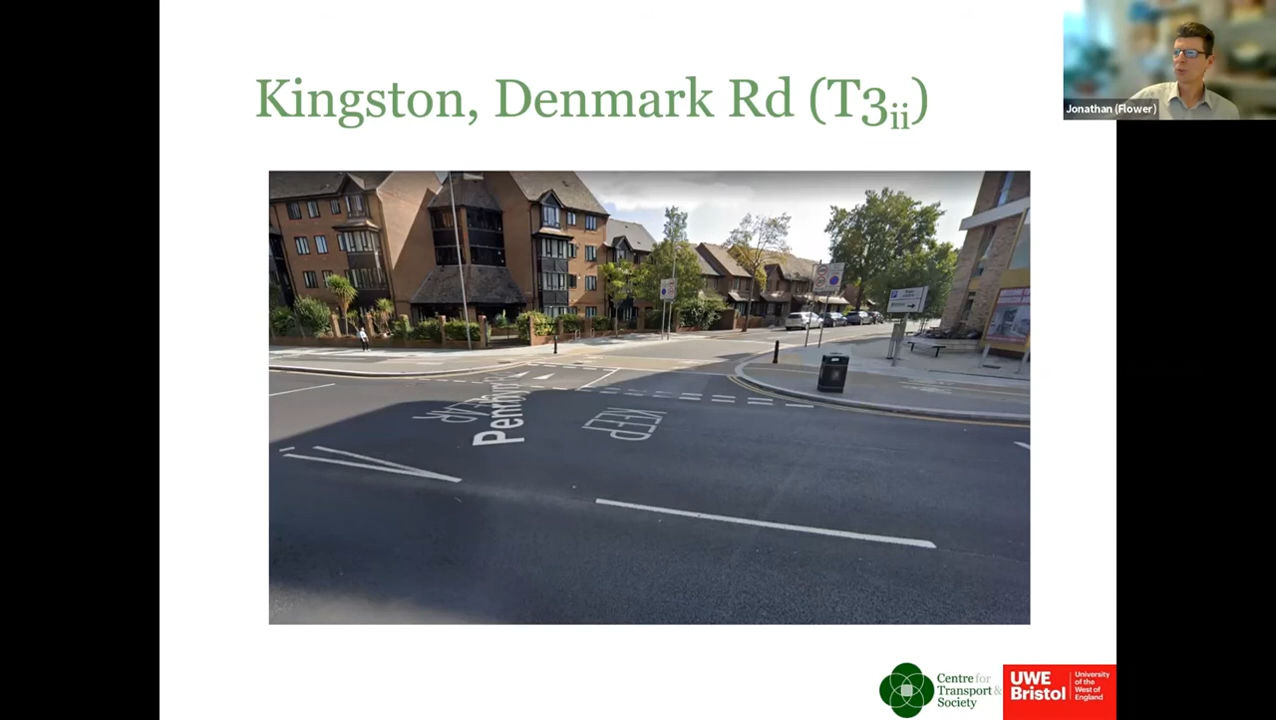 Kingston, Denmark Rd (T3ii)
Jonathan (Flower)
KEEP
KEEP
Penrhyn
Centre for
Transport &
Society
UWE
Bristol
University
of the
West of
England